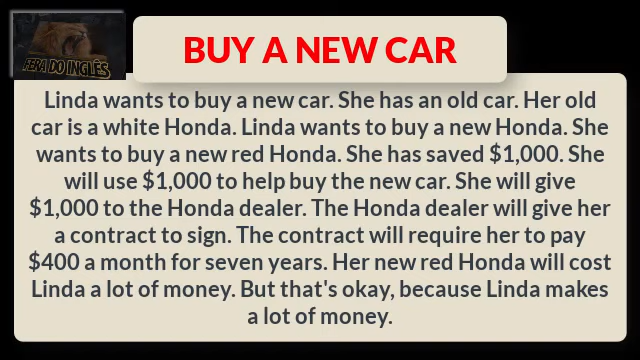 FERA DO INGLÊS
BUY A NEW CAR
Linda wants to buy a new car. She has an old car. Her old
car is a white Honda. Linda wants to buy a new Honda. She
wants to buy a new red Honda. She has saved $1,000. She
will use $1,000 to help buy the new car. She will give
$1,000 to the Honda dealer. The Honda dealer will give her
a contract to sign. The contract will require her to pay
$400 a month for seven years. Her new red Honda will cost
Linda a lot of money. But that's okay, because Linda makes
a lot of money.